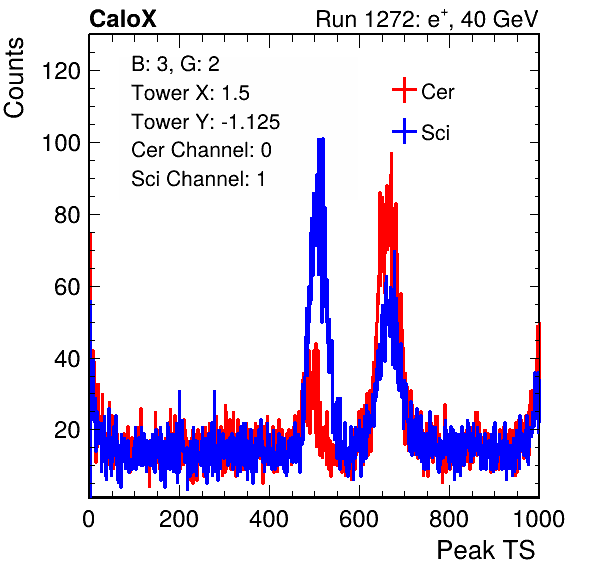 CaloX Run 1272: e⁺, 40 GeV
Counts
B: 3, G: 2
Tower X: 1.5
Tower Y: -1.125
Cer Channel: 0
Sci Channel: 1
Cer
Sci
120
100
80
60
40
20
0 200 400 600 800 1000
Peak TS